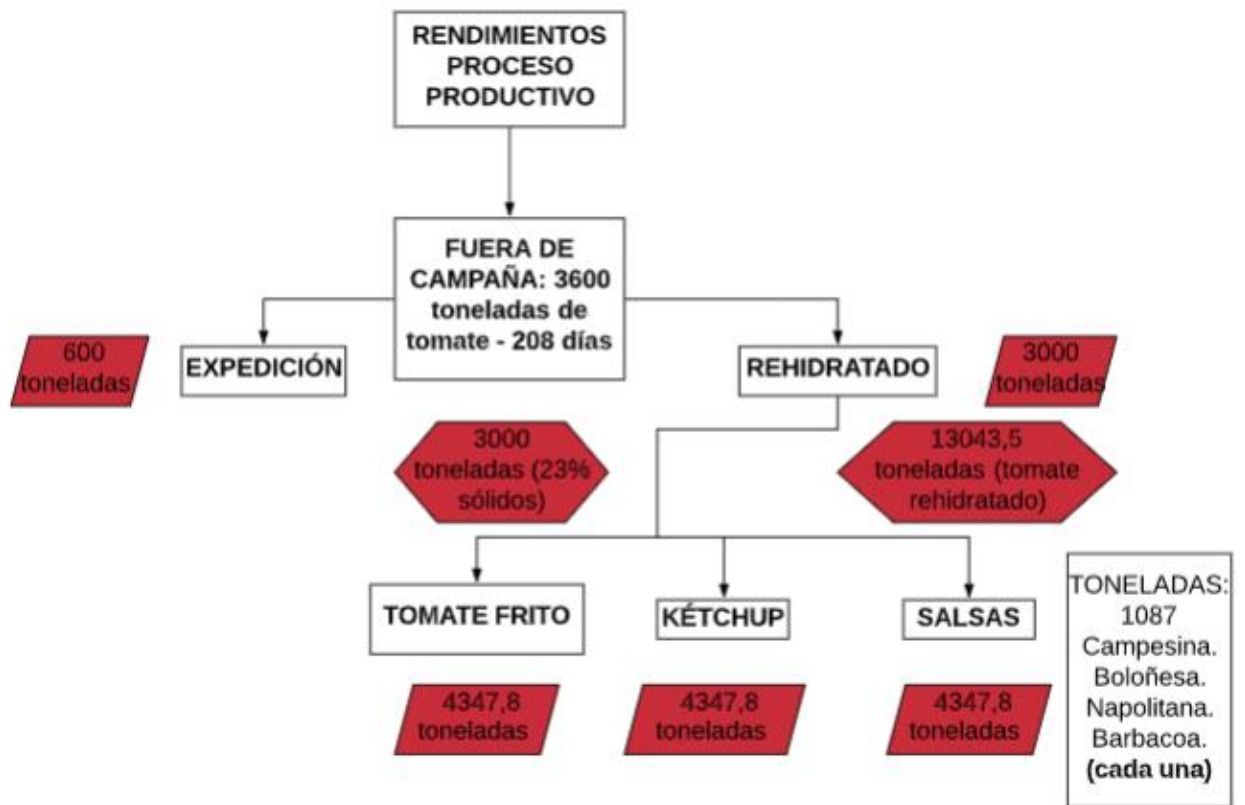 RENDIMIENTOS
PROCESO
PRODUCTIVO
FUERA DE
CAMPAÑA: 3600
toneladas de
tomate - 208 días
600
toneladas
EXPEDICIÓN
REHIDRATADO
3000
toneladas
3000
toneladas (23%
sólidos)
13043,5
toneladas (tomate
rehidratado)
TOMATE FRITO
KÉTCHUP
SALSAS
4347,8
toneladas
4347,8
toneladas
4347,8
toneladas
TONELADAS:
1087
Campesina.
Boloñesa.
Napolitana.
Barbacoa.
(cada una)